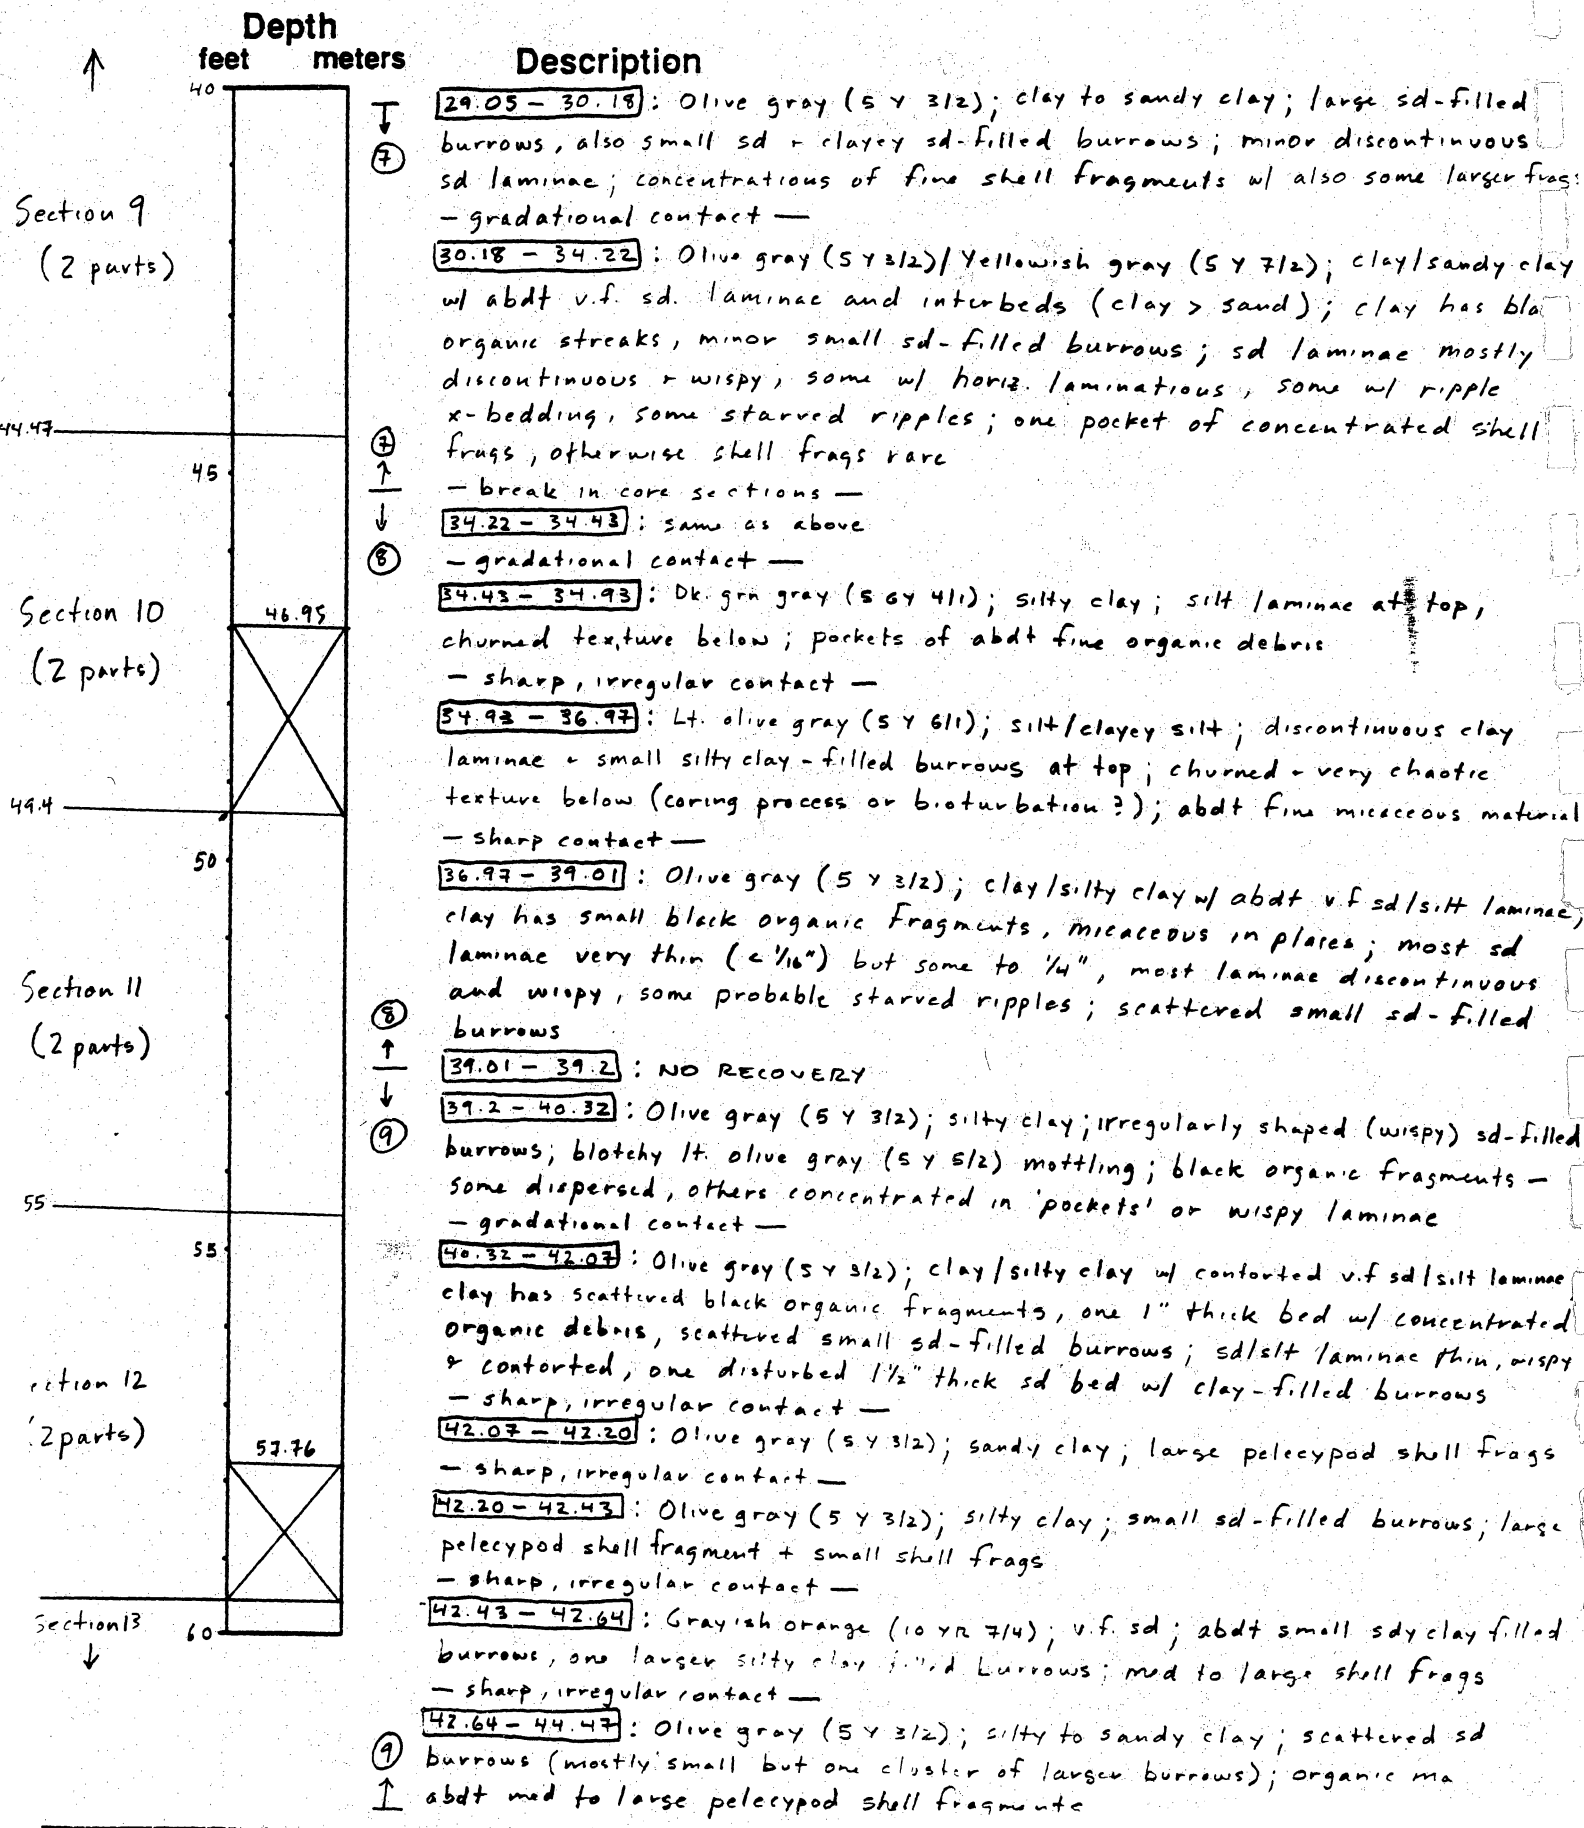 Depth
feet meters Description
40
29.05 - 30.18 : Olive gray (5 Y 3/2); clay to sandy clay; large sd-filled
burrows, also small sd + clayey sd-filled burrows; minor discontinuous
⑦
sd laminae; concentrations of fine shell fragments w/ also some larger frags
Section 9
— gradational contact —
(2 parts)
30.18 - 34.22 : Olive gray (5 Y 3/2)/Yellowish gray (5 Y 7/2); clay/sandy clay
w/ abdt v.f. sd. laminae and interbeds (clay > sand); clay has bla
organic streaks, minor small sd-filled burrows; sd laminae mostly
discontinuous + wispy, some w/ horiz. laminations, some w/ ripple
x-bedding, some starved ripples; one pocket of concentrated shell
44.47
⑦
frags, otherwise shell frags rare
45
— break in core sections —
34.22 - 34.43 : same as above
⑧
— gradational contact —
Section 10
46.95
34.43 - 34.93 : Dk. grn gray (5 GY 4/1); silty clay; silt laminae at top,
churned texture below; pockets of abdt fine organic debris
(2 parts)
— sharp, irregular contact —
34.93 - 36.97 : Lt. olive gray (5 Y 6/1); silt/clayey silt; discontinuous clay
laminae + small silty clay-filled burrows at top; churned + very chaotic
49.4
texture below (coring process or bioturbation?); abdt fine micaceous material
— sharp contact —
50
36.97 - 39.01 : Olive gray (5 Y 3/2); clay/silty clay w/ abdt v.f sd/silt laminae;
clay has small black organic fragments, micaceous in places; most sd
laminae very thin (< 1/16") but some to 1/4", most laminae discontinuous
Section 11
and wispy, some probable starved ripples; scattered small sd-filled
⑧
burrows
(2 parts)
39.01 - 39.2 : NO RECOVERY
39.2 - 40.32 : Olive gray (5 Y 3/2); silty clay; irregularly shaped (wispy) sd-filled
⑨
burrows; blotchy lt. olive gray (5 Y 5/2) mottling; black organic fragments —
some dispersed, others concentrated in 'pockets' or wispy laminae
55
— gradational contact —
55
40.32 - 42.07 : Olive gray (5 Y 3/2); clay/silty clay w/ contorted v.f sd/silt laminae
clay has scattered black organic fragments, one 1" thick bed w/ concentrated
organic debris, scattered small sd-filled burrows; sd/slt laminae thin, wispy
ection 12
+ contorted, one disturbed 1 1/2" thick sd bed w/ clay-filled burrows
— sharp, irregular contact —
2 parts)
57.76
42.07 - 42.20 : Olive gray (5 Y 3/2); sandy clay; large pelecypod shell frags
— sharp, irregular contact —
42.20 - 42.43 : Olive gray (5 Y 3/2); silty clay; small sd-filled burrows; large
pelecypod shell fragment + small shell frags
— sharp, irregular contact —
Section 13
60
42.43 - 42.64 : Grayish orange (10 YR 7/4); v.f. sd; abdt small sdy clay filled
burrows, one larger silty clay filled burrows; med to large shell frags
— sharp, irregular contact —
42.64 - 44.47 : Olive gray (5 Y 3/2); silty to sandy clay; scattered sd
⑨
burrows (mostly small but one cluster of larger burrows); organic ma
abdt med to large pelecypod shell fragments